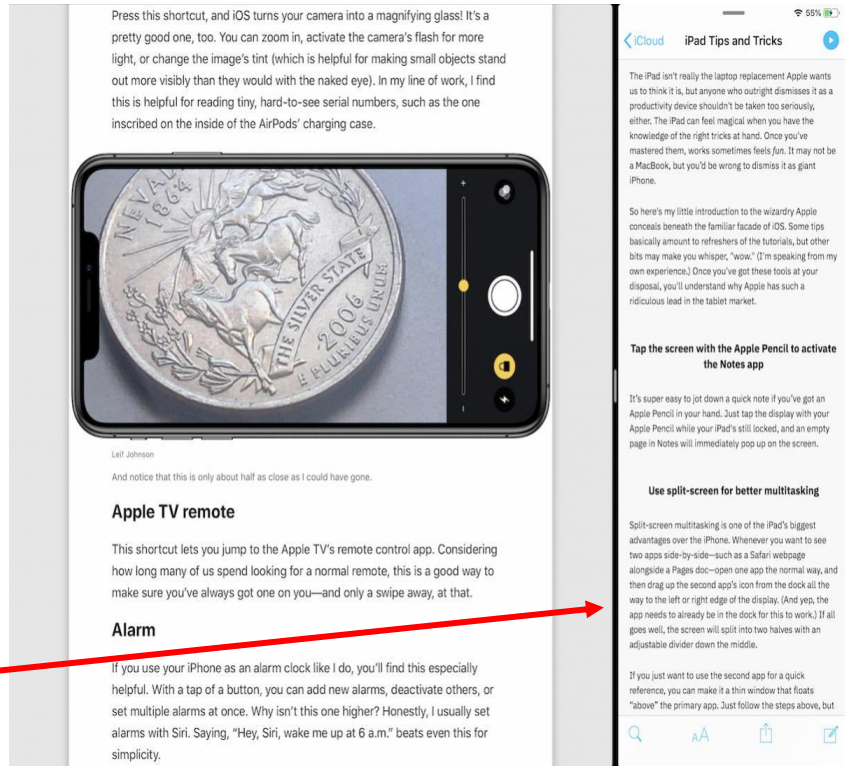 Press this shortcut, and iOS turns your camera into a magnifying glass! It's a
pretty good one, too. You can zoom in, activate the camera's flash for more
light, or change the image's tint (which is helpful for making small objects stand
out more visibly than they would with the naked eye). In my line of work, I find
this is helpful for reading tiny, hard-to-see serial numbers, such as the one
inscribed on the inside of the AirPods' charging case.
NEVADA
1864
THE SILVER STATE
2006
E PLURIBUS UNUM
Leif Johnson
And notice that this is only about half as close as I could have gone.
Apple TV remote
This shortcut lets you jump to the Apple TV's remote control app. Considering
how long many of us spend looking for a normal remote, this is a good way to
make sure you've always got one on you—and only a swipe away, at that.
Alarm
If you use your iPhone as an alarm clock like I do, you'll find this especially
helpful. With a tap of a button, you can add new alarms, deactivate others, or
set multiple alarms at once. Why isn't this one higher? Honestly, I usually set
alarms with Siri. Saying, "Hey, Siri, wake me up at 6 a.m." beats even this for
simplicity.
55%
iCloud iPad Tips and Tricks
The iPad isn't really the laptop replacement Apple wants
us to think it is, but anyone who outright dismisses it as a
productivity device shouldn't be taken too seriously,
either. The iPad can feel magical when you have the
knowledge of the right tricks at hand. Once you've
mastered them, works sometimes feels fun. It may not be
a MacBook, but you'd be wrong to dismiss it as giant
iPhone.
So here's my little introduction to the wizardry Apple
conceals beneath the familiar facade of iOS. Some tips
basically amount to refreshers of the tutorials, but other
bits may make you whisper, "wow." (I'm speaking from my
own experience.) Once you've got these tools at your
disposal, you'll understand why Apple has such a
ridiculous lead in the tablet market.
Tap the screen with the Apple Pencil to activate
the Notes app
It's super easy to jot down a quick note if you've got an
Apple Pencil in your hand. Just tap the display with your
Apple Pencil while your iPad's still locked, and an empty
page in Notes will immediately pop up on the screen.
Use split-screen for better multitasking
Split-screen multitasking is one of the iPad's biggest
advantages over the iPhone. Whenever you want to see
two apps side-by-side—such as a Safari webpage
alongside a Pages doc—open one app the normal way, and
then drag up the second app's icon from the dock all the
way to the left or right edge of the display. (And yep, the
app needs to already be in the dock for this to work.) If all
goes well, the screen will split into two halves with an
adjustable divider down the middle.
If you just want to use the second app for a quick
reference, you can make it a thin window that floats
"above" the primary app. Just follow the steps above, but
AA